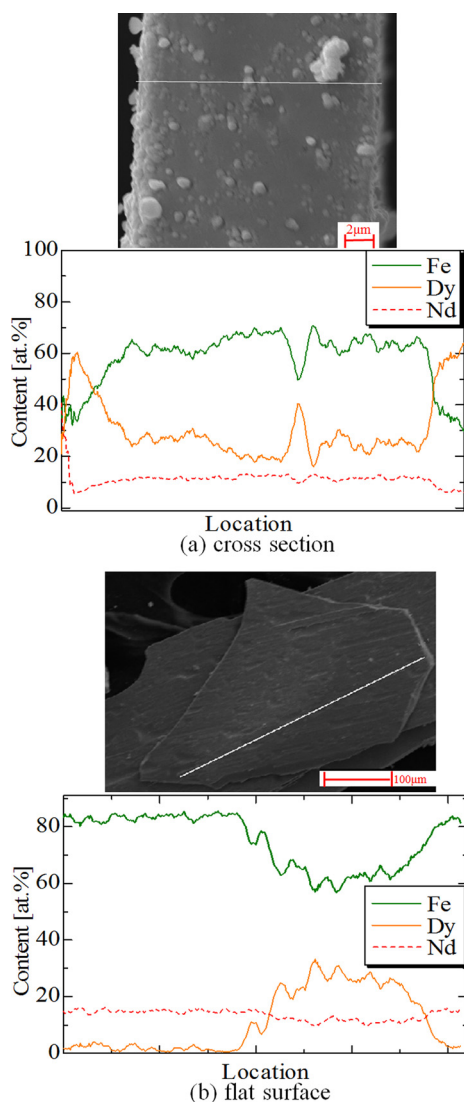 2μm
100
80
60
40
20
0
Content [at.%]
Fe
Dy
Nd
Location
(a) cross section
100μm
80
60
40
20
0
Content [at.%]
Fe
Dy
Nd
Location
(b) flat surface